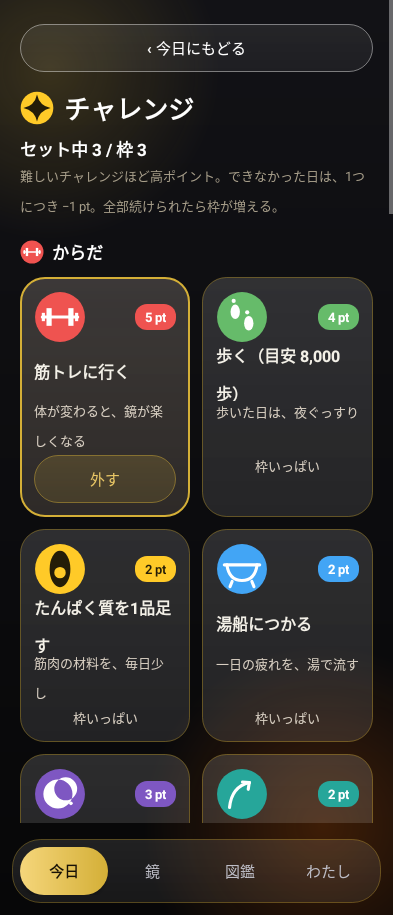 ‹ 今日にもどる
チャレンジ
セット中 3 / 枠 3
難しいチャレンジほど高ポイント。できなかった日は、1つ
につき −1 pt。全部続けられたら枠が増える。
からだ
5 pt
筋トレに行く
体が変わると、鏡が楽
しくなる
外す
4 pt
歩く（目安 8,000
歩）
歩いた日は、夜ぐっすり
枠いっぱい
2 pt
たんぱく質を1品足
す
筋肉の材料を、毎日少
し
枠いっぱい
2 pt
湯船につかる
一日の疲れを、湯で流す
枠いっぱい
3 pt
2 pt
今日
鏡
図鑑
わたし